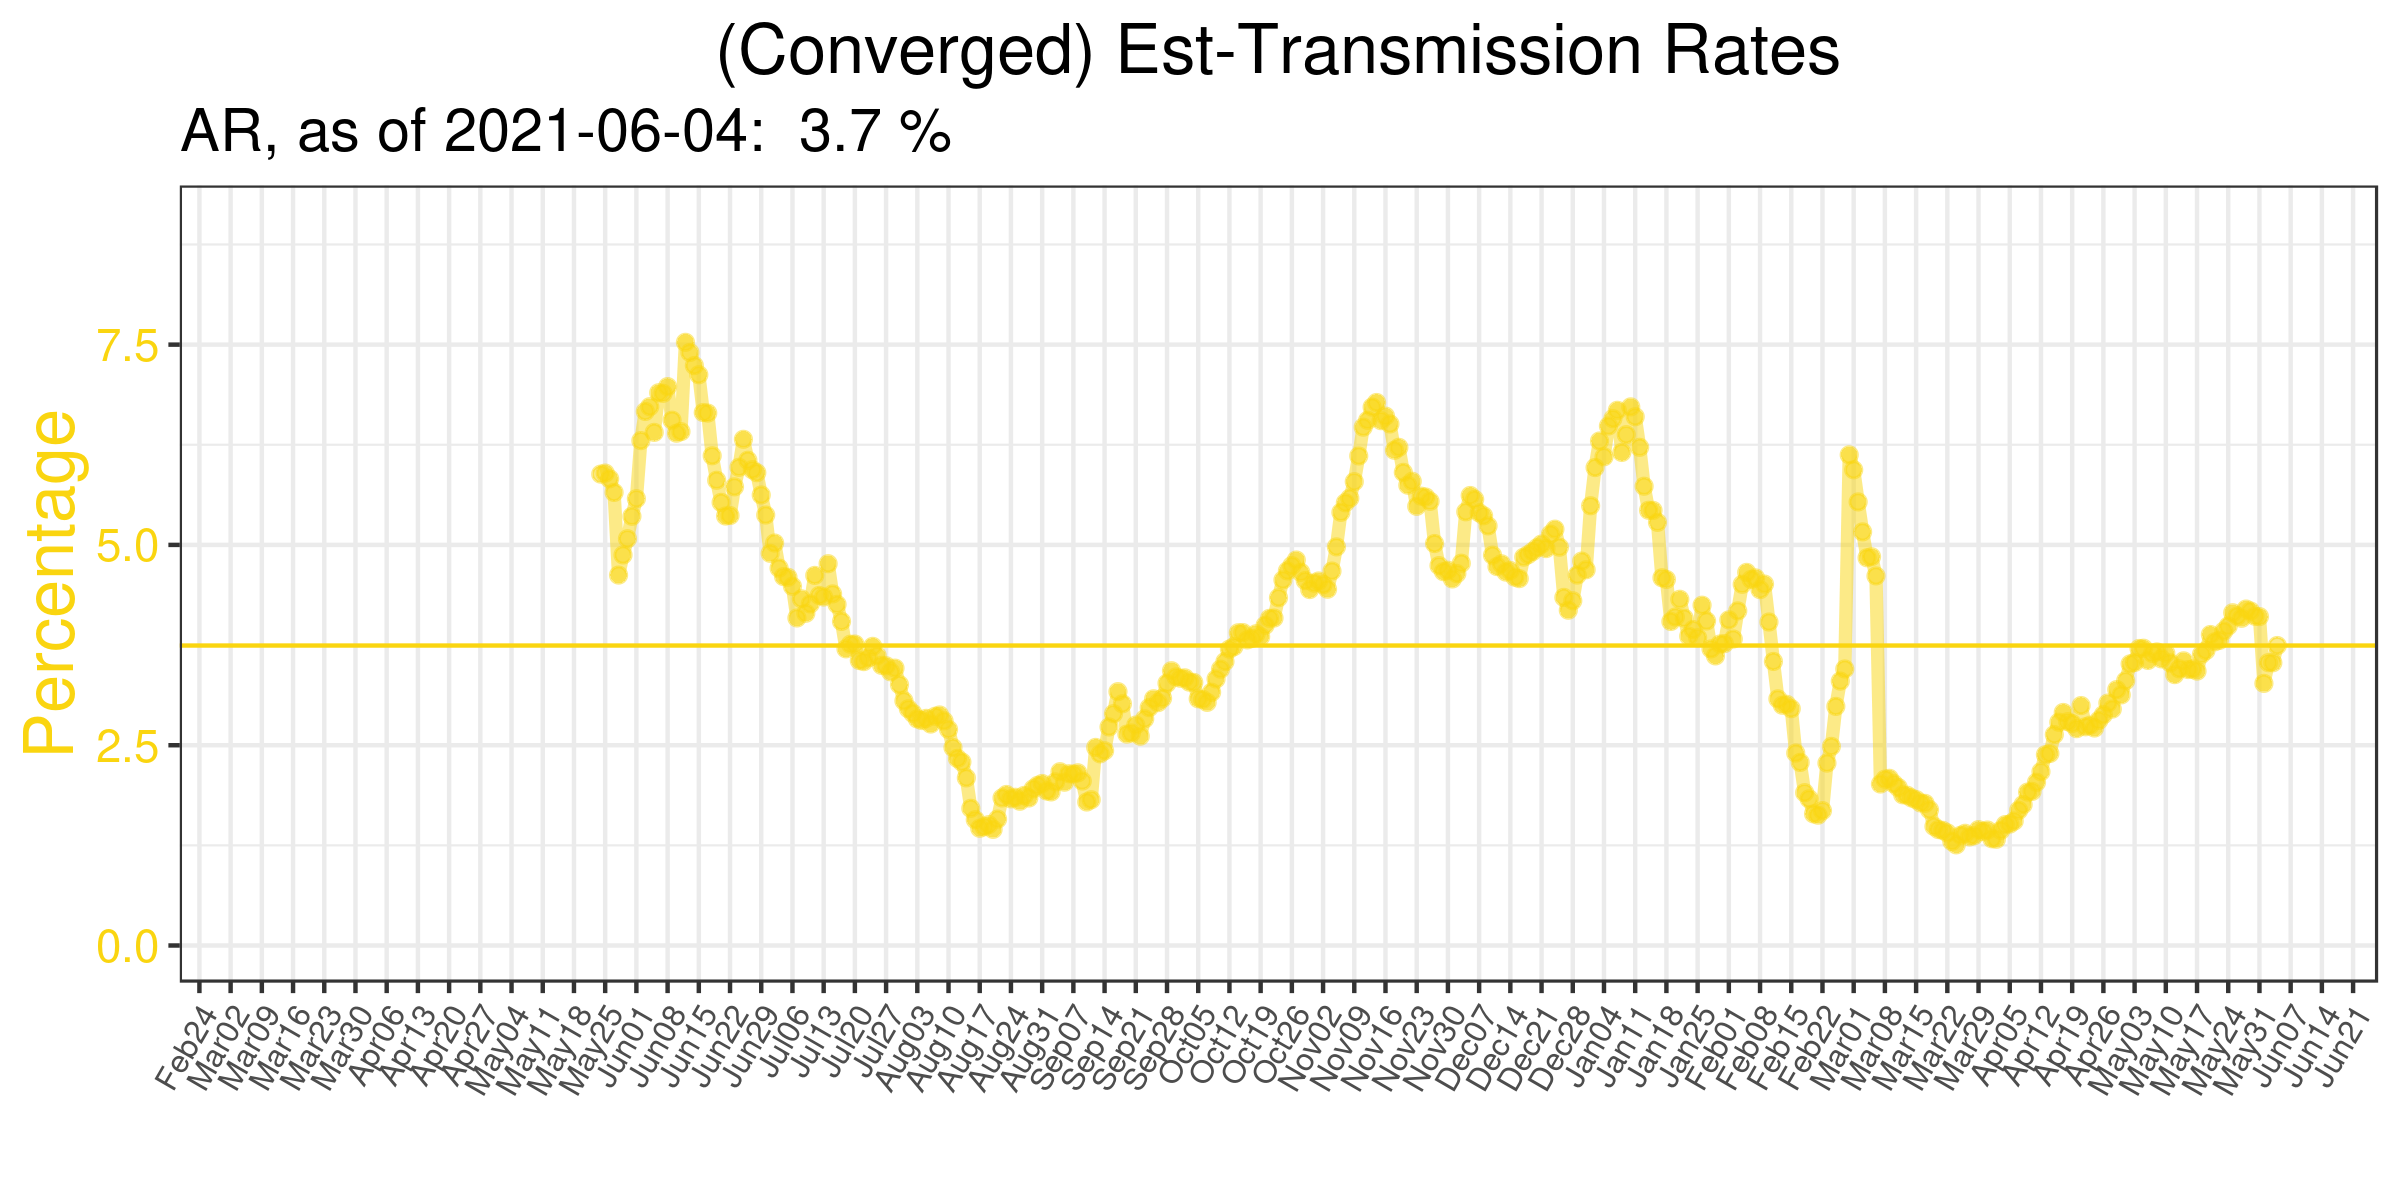 (Converged) Est-Transmission Rates
AR, as of 2021-06-04:  3.7 %
Percentage
7.5
5.0
2.5
0.0
Feb24
Mar02
Mar09
Mar16
Mar23
Mar30
Apr06
Apr13
Apr20
Apr27
May04
May11
May18
May25
Jun01
Jun08
Jun15
Jun22
Jun29
Jul06
Jul13
Jul20
Jul27
Aug03
Aug10
Aug17
Aug24
Aug31
Sep07
Sep14
Sep21
Sep28
Oct05
Oct12
Oct19
Oct26
Nov02
Nov09
Nov16
Nov23
Nov30
Dec07
Dec14
Dec21
Dec28
Jan04
Jan11
Jan18
Jan25
Feb01
Feb08
Feb15
Feb22
Mar01
Mar08
Mar15
Mar22
Mar29
Apr05
Apr12
Apr19
Apr26
May03
May10
May17
May24
May31
Jun07
Jun14
Jun21